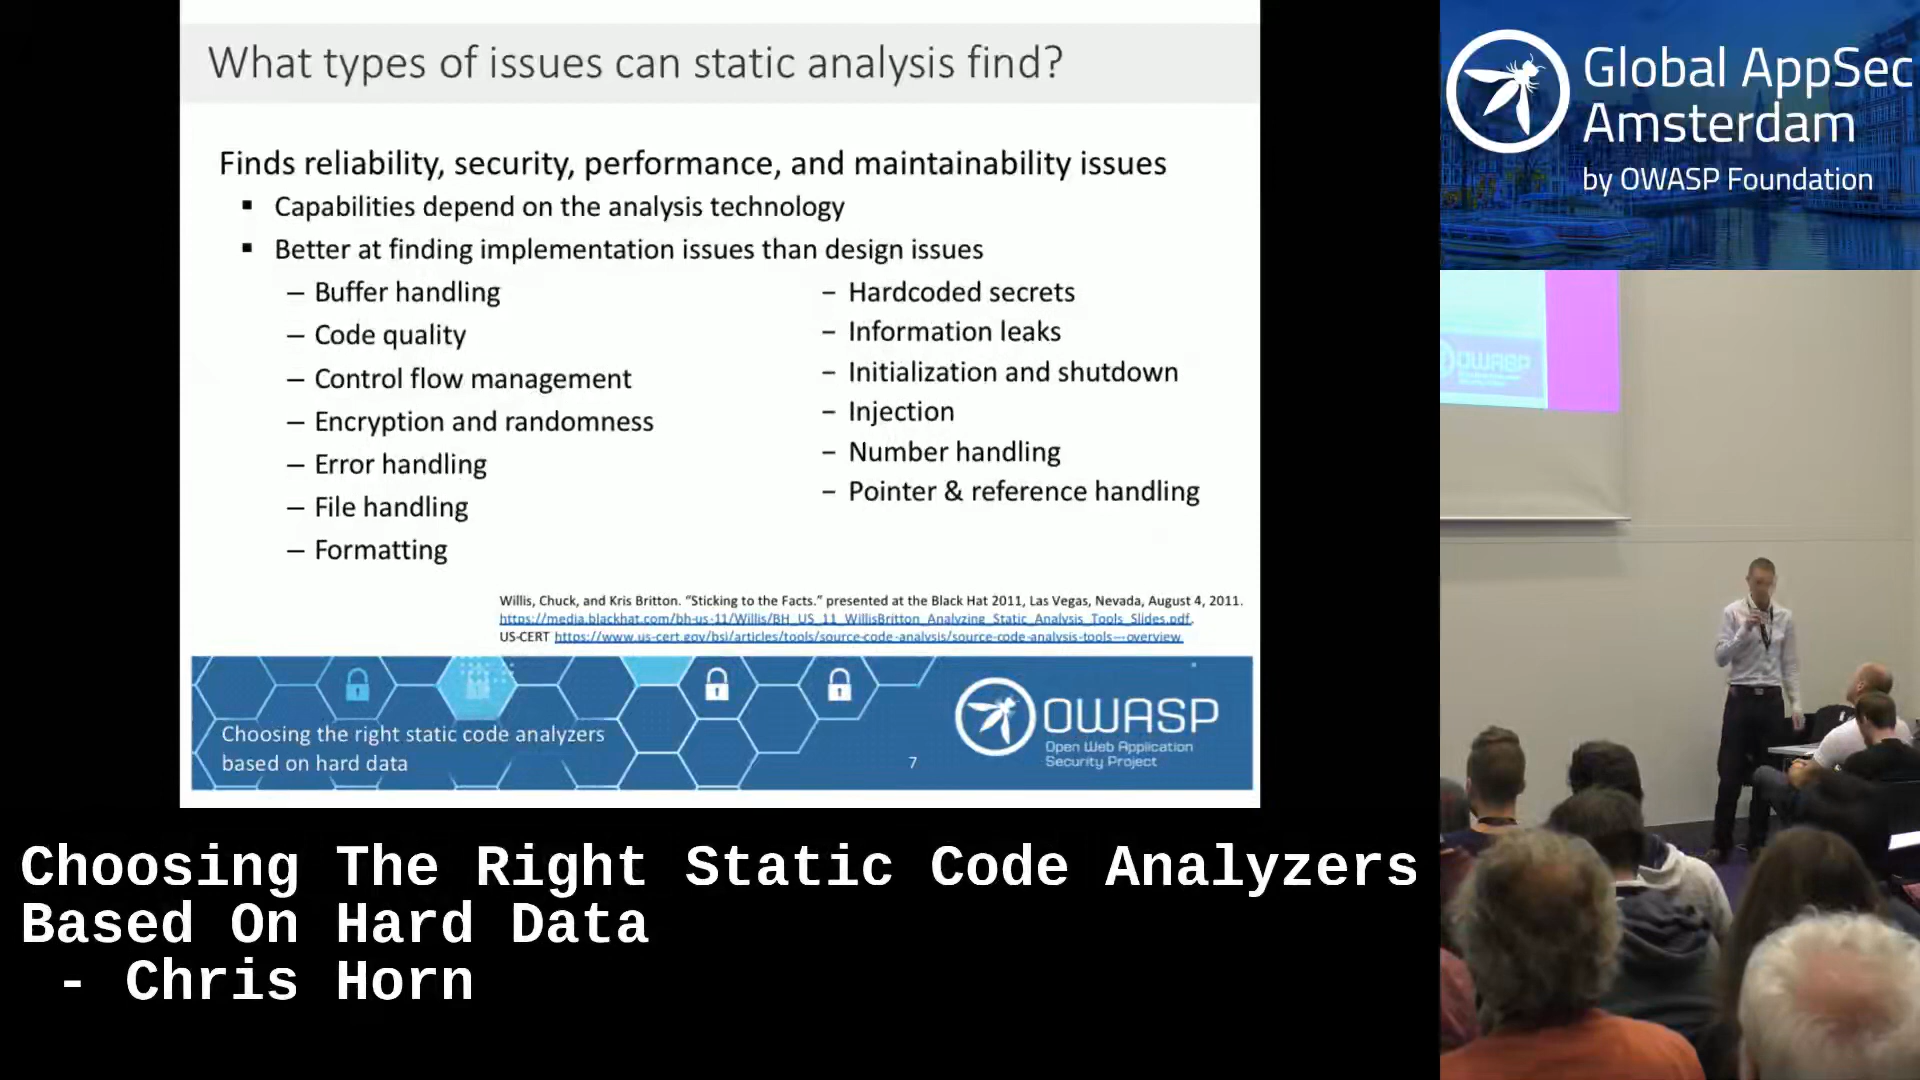 What types of issues can static analysis find?
Finds reliability, security, performance, and maintainability issues
▪ Capabilities depend on the analysis technology
▪ Better at finding implementation issues than design issues
– Buffer handling
– Code quality
– Control flow management
– Encryption and randomness
– Error handling
– File handling
– Formatting
– Hardcoded secrets
– Information leaks
– Initialization and shutdown
– Injection
– Number handling
– Pointer & reference handling
Willis, Chuck, and Kris Britton. “Sticking to the Facts.” presented at the Black Hat 2011, Las Vegas, Nevada, August 4, 2011.
https://media.blackhat.com/bh-us-11/Willis/BH_US_11_WillisBritton_Analyzing_Static_Analysis_Tools_Slides.pdf.
US-CERT https://www.us-cert.gov/bsi/articles/tools/source-code-analysis/source-code-analysis-tools---overview
Choosing the right static code analyzers
based on hard data
7
OWASP
Open Web Application
Security Project
Global AppSec
Amsterdam
by OWASP Foundation
OWASP
Choosing The Right Static Code Analyzers
Based On Hard Data
- Chris Horn